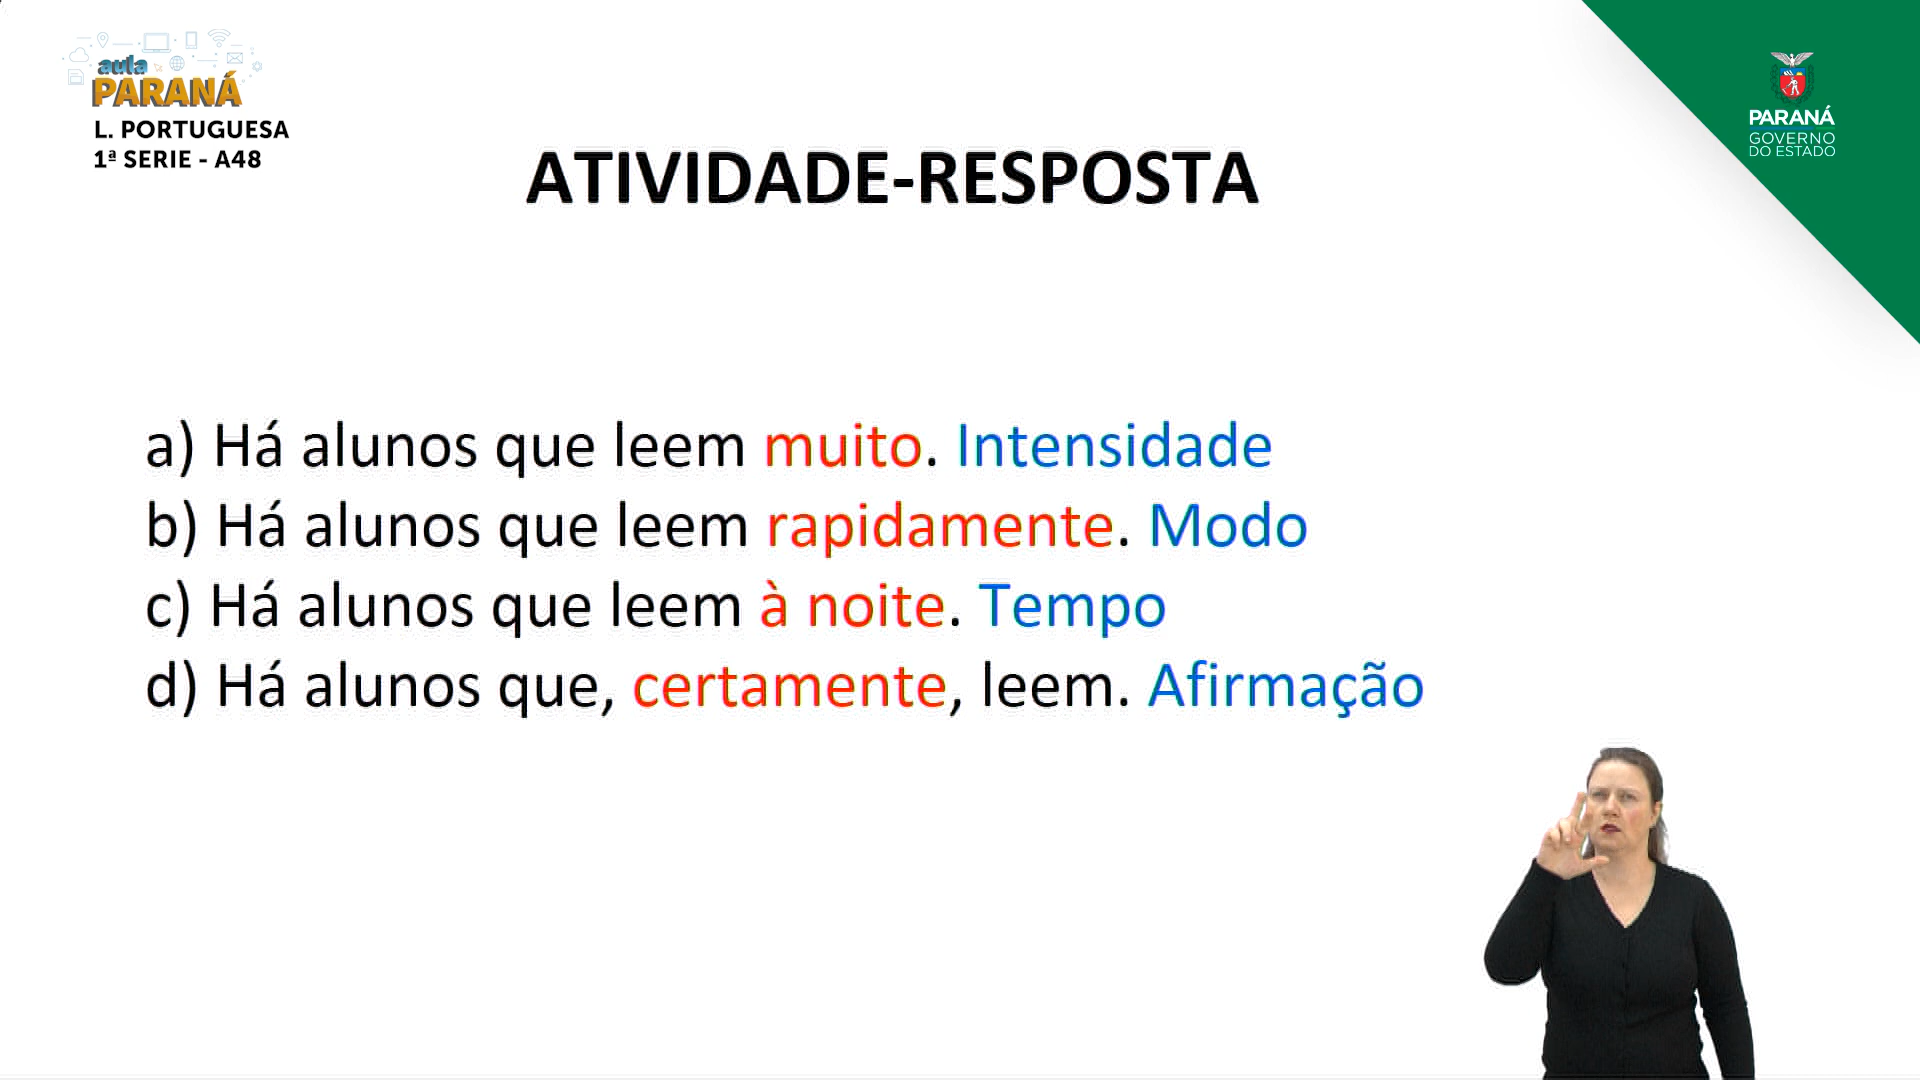 aula
PARANÁ
L. PORTUGUESA
1ª SERIE - A48
PARANÁ
GOVERNO
DO ESTADO
ATIVIDADE-RESPOSTA
a) Há alunos que leem muito. Intensidade
b) Há alunos que leem rapidamente. Modo
c) Há alunos que leem à noite. Tempo
d) Há alunos que, certamente, leem. Afirmação